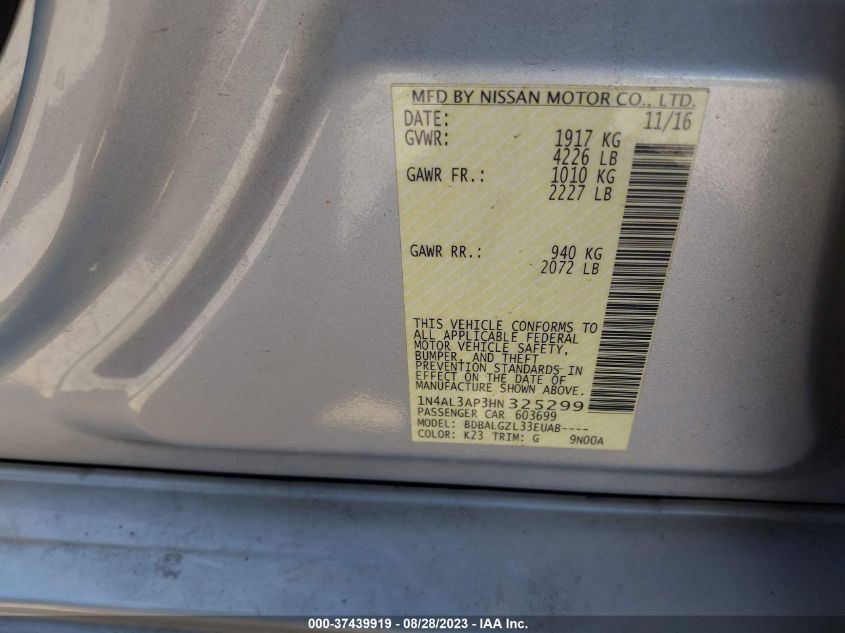 MFD BY NISSAN MOTOR CO., LTD.
DATE: 11/16
GVWR: 1917 KG
4226 LB
GAWR FR.: 1010 KG
2227 LB
GAWR RR.: 940 KG
2072 LB
THIS VEHICLE CONFORMS TO
ALL APPLICABLE FEDERAL
MOTOR VEHICLE SAFETY,
BUMPER, AND THEFT
PREVENTION STANDARDS IN
EFFECT ON THE DATE OF
MANUFACTURE SHOWN ABOVE.
1N4AL3AP3HN325299
PASSENGER CAR 603699
MODEL: BDBALGZL33EUAB----
COLOR: K23 TRIM: G 9N00A
000-37439919 - 08/28/2023 - Copyright © IAA, LLC.